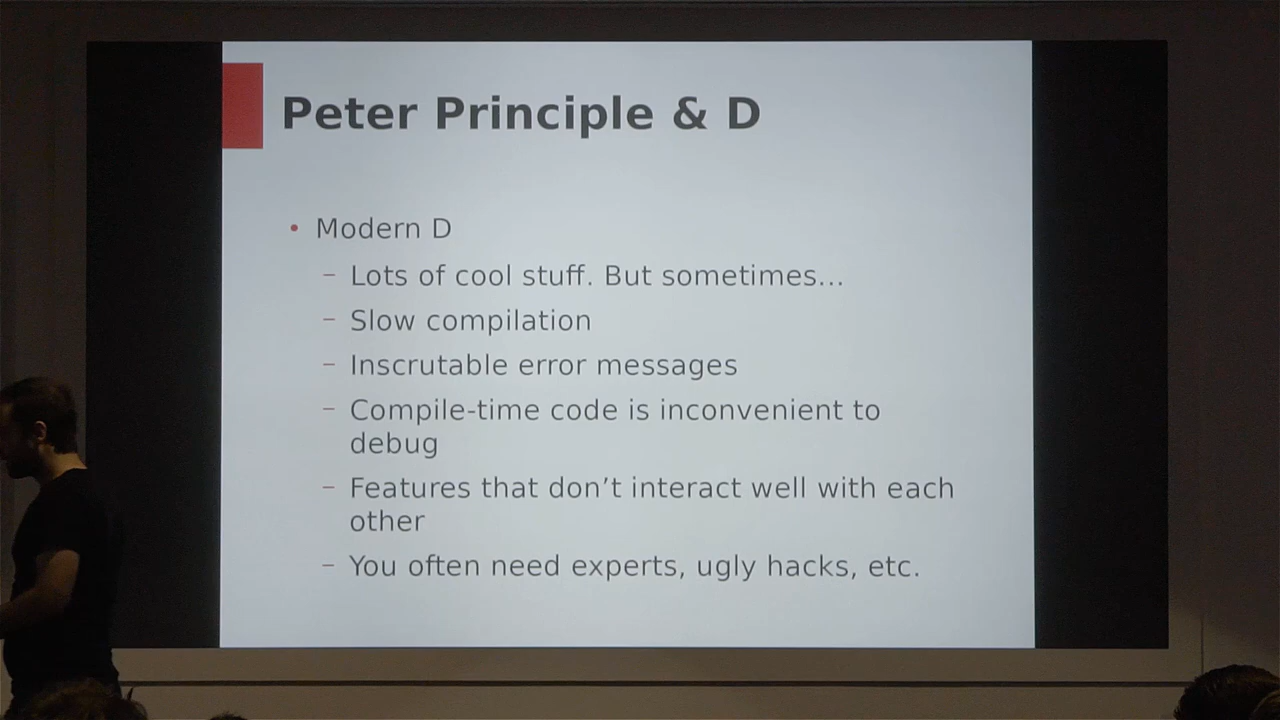 Peter Principle & D
• Modern D
– Lots of cool stuff. But sometimes…
– Slow compilation
– Inscrutable error messages
– Compile-time code is inconvenient to
debug
– Features that don’t interact well with each
other
– You often need experts, ugly hacks, etc.